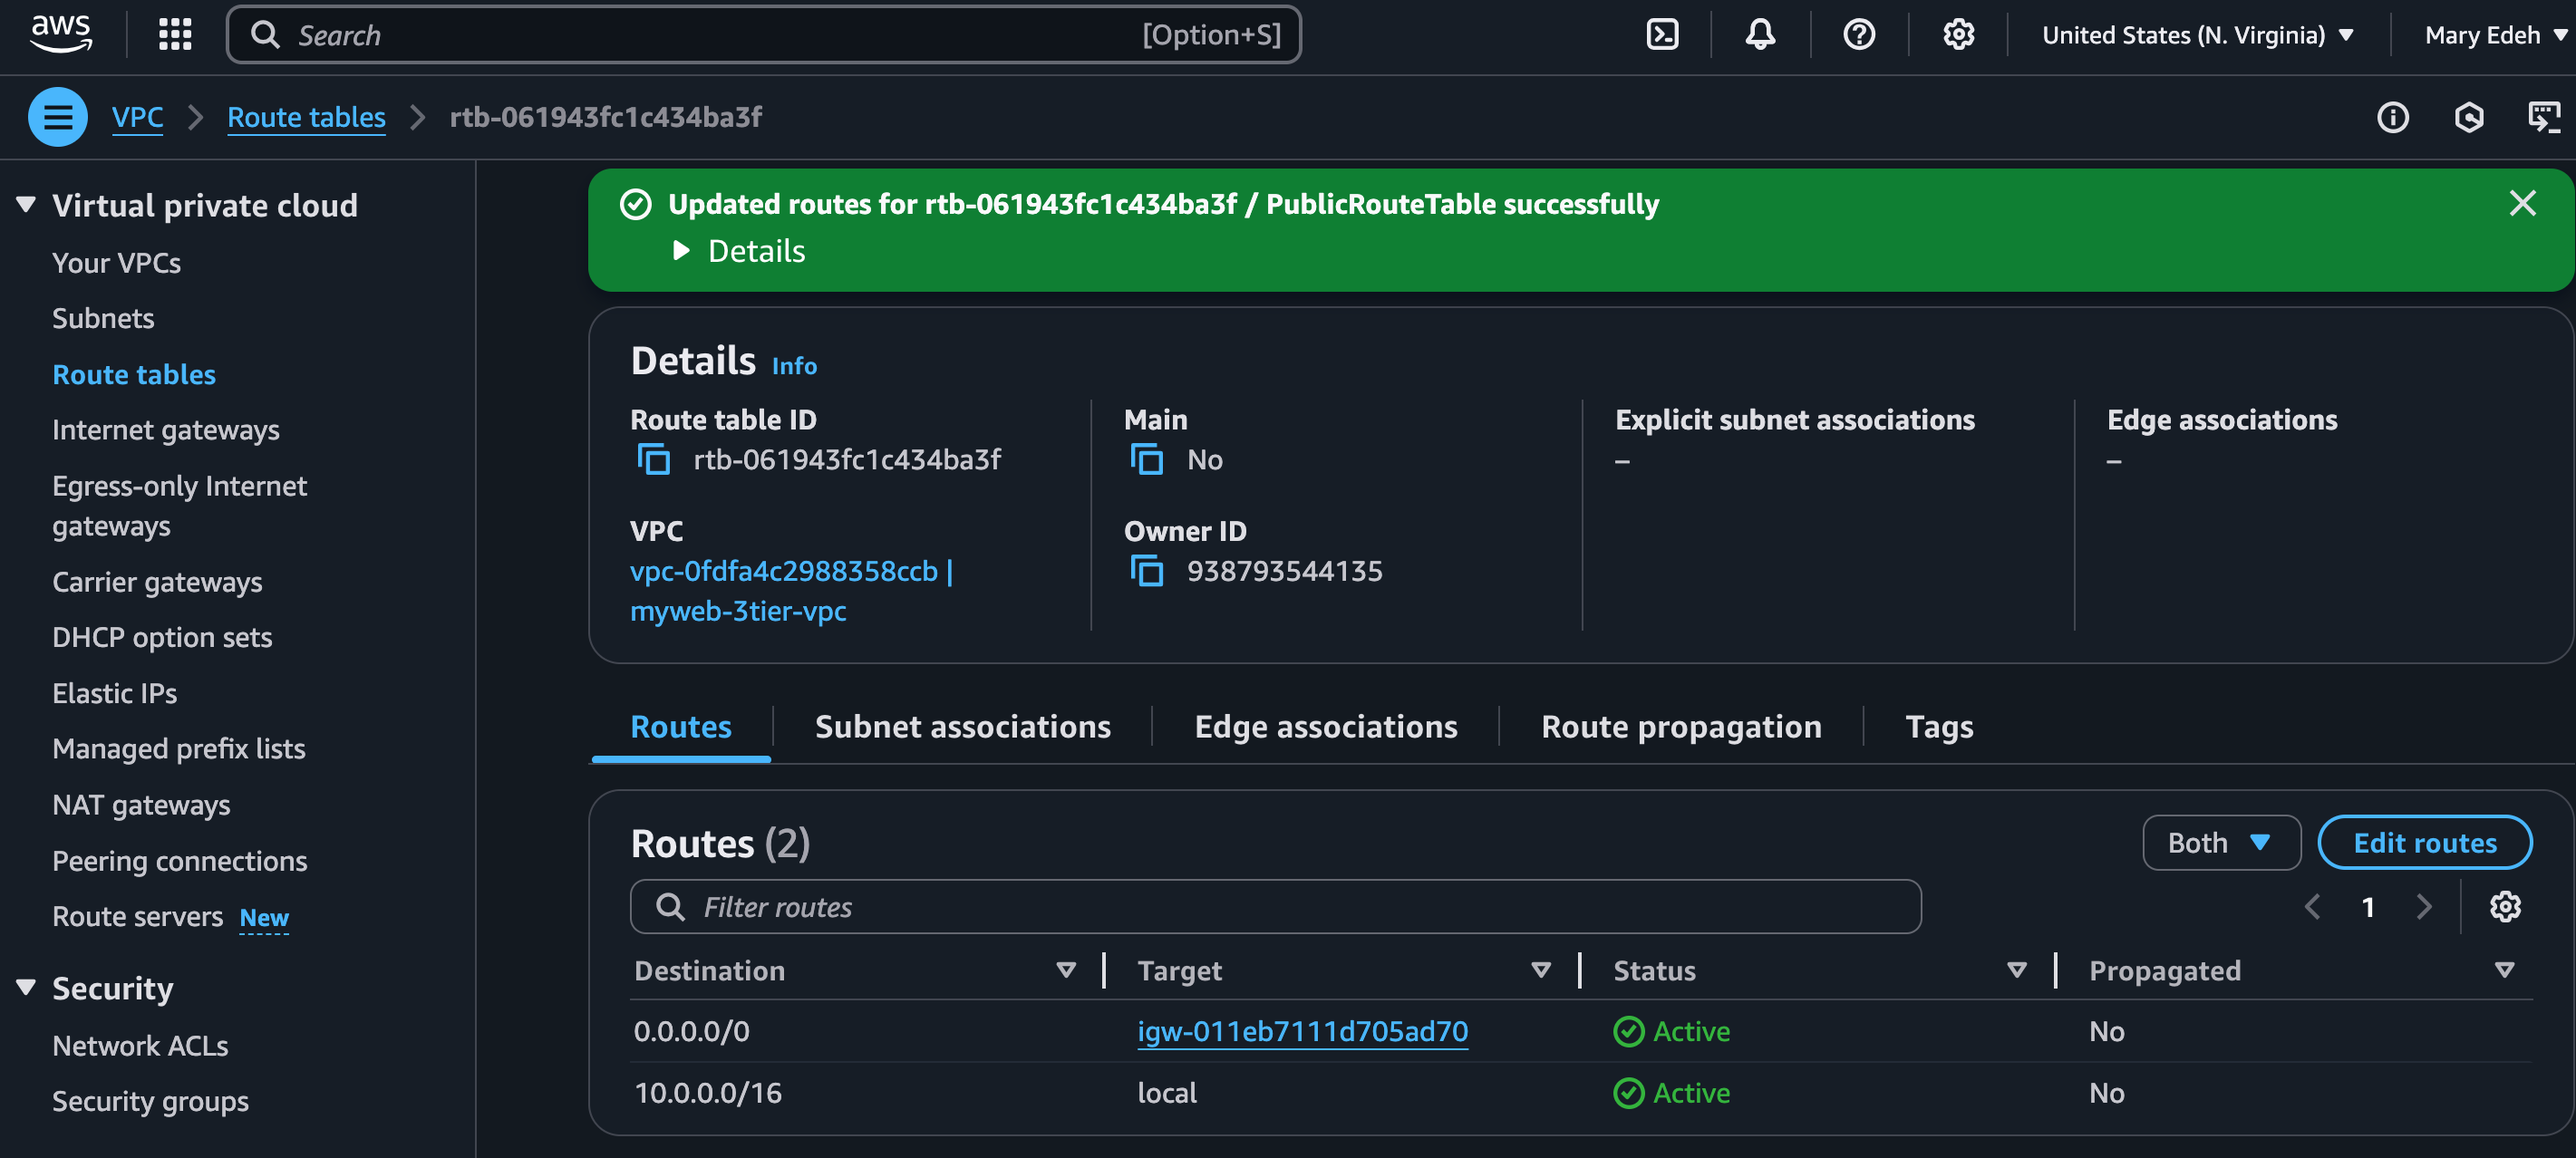 aws
Search [Option+S]
United States (N. Virginia)
Mary Edeh
VPC
Route tables
rtb-061943fc1c434ba3f
Virtual private cloud
Your VPCs
Subnets
Route tables
Internet gateways
Egress-only Internet
gateways
Carrier gateways
DHCP option sets
Elastic IPs
Managed prefix lists
NAT gateways
Peering connections
Route servers New
Security
Network ACLs
Security groups
Updated routes for rtb-061943fc1c434ba3f / PublicRouteTable successfully
Details
Details Info
Route table ID
rtb-061943fc1c434ba3f
Main
No
Explicit subnet associations
–
Edge associations
–
VPC
vpc-0fdfa4c2988358ccb |
myweb-3tier-vpc
Owner ID
938793544135
Routes
Subnet associations
Edge associations
Route propagation
Tags
Routes (2)
Both
Edit routes
Filter routes
1
Destination Target Status Propagated
0.0.0.0/0 igw-011eb7111d705ad70 Active No
10.0.0.0/16 local Active No